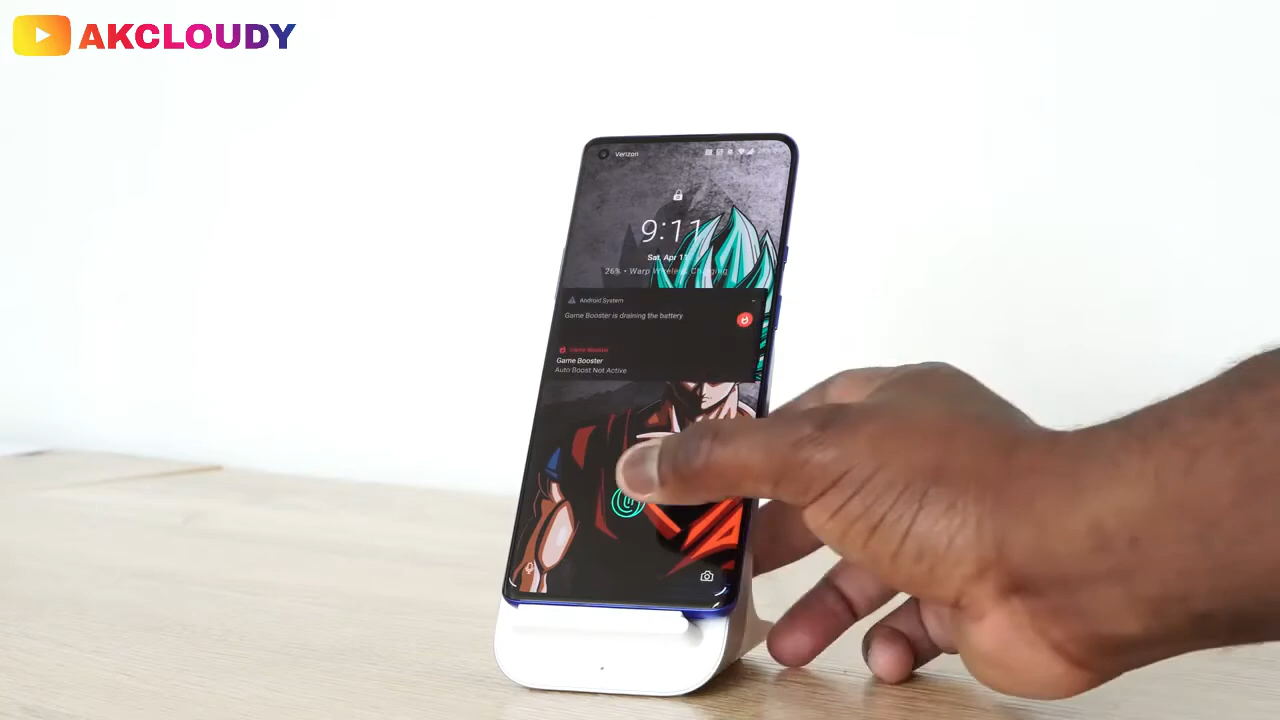 AKCLOUDY
Verizon
9:11
Sat, Apr 11
26% • Warp Wireless Charging
Android System
Game Booster is draining the battery
Game Booster
Game Booster
Auto Boost Not Active